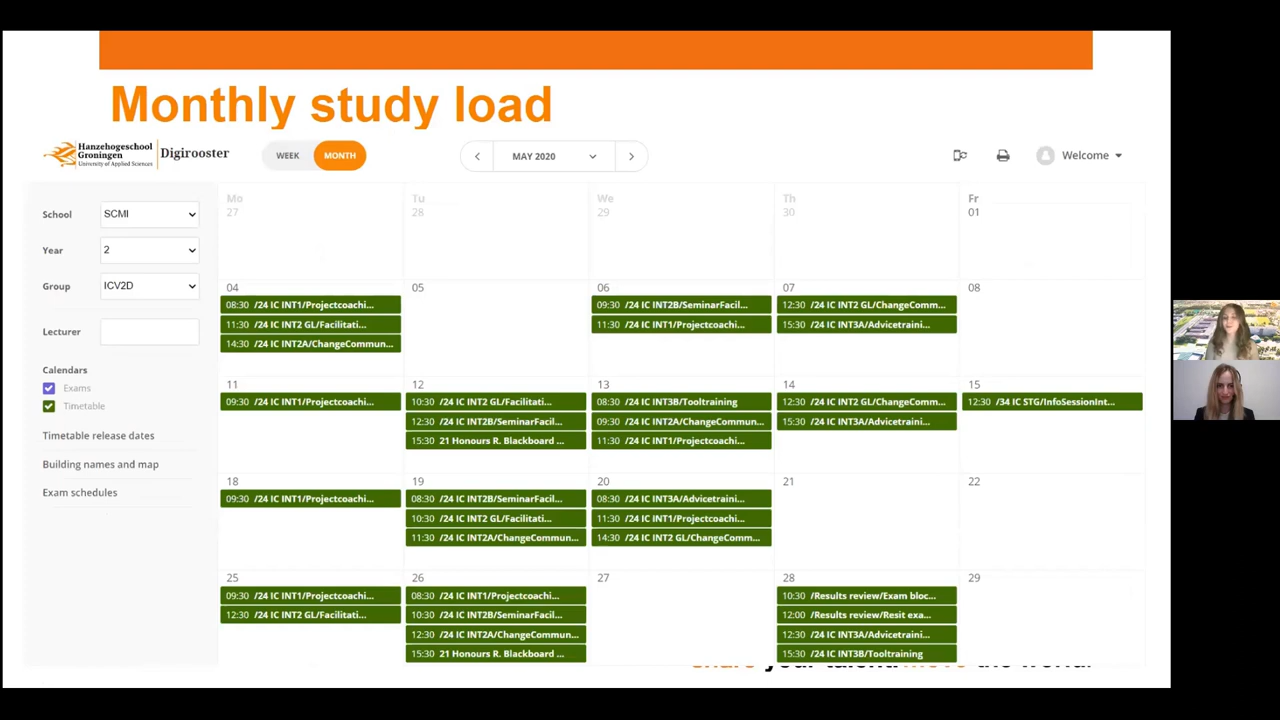 Monthly study load
Hanzehogeschool
Groningen
University of Applied Sciences
Digirooster
WEEK
MONTH
MAY 2020
Welcome
School
SCMI
Year
2
Group
ICV2D
Lecturer
Calendars
Exams
Timetable
Timetable release dates
Building names and map
Exam schedules
Mo
27
Tu
28
We
29
Th
30
Fr
01
04
08:30 /24 IC INT1/Projectcoachi...
11:30 /24 IC INT2 GL/Facilitati...
14:30 /24 IC INT2A/ChangeCommun...
05
06
09:30 /24 IC INT2B/SeminarFacil...
11:30 /24 IC INT1/Projectcoachi...
07
12:30 /24 IC INT2 GL/ChangeComm...
15:30 /24 IC INT3A/Advicetraini...
08
11
09:30 /24 IC INT1/Projectcoachi...
12
10:30 /24 IC INT2 GL/Facilitati...
12:30 /24 IC INT2B/SeminarFacil...
15:30 21 Honours R. Blackboard ...
13
08:30 /24 IC INT3B/Tooltraining
09:30 /24 IC INT2A/ChangeCommun...
11:30 /24 IC INT1/Projectcoachi...
14
12:30 /24 IC INT2 GL/ChangeComm...
15:30 /24 IC INT3A/Advicetraini...
15
12:30 /34 IC STG/InfoSessionInt...
18
09:30 /24 IC INT1/Projectcoachi...
19
08:30 /24 IC INT2B/SeminarFacil...
10:30 /24 IC INT2 GL/Facilitati...
11:30 /24 IC INT2A/ChangeCommun...
20
08:30 /24 IC INT3A/Advicetraini...
11:30 /24 IC INT1/Projectcoachi...
14:30 /24 IC INT2 GL/ChangeComm...
21
22
25
09:30 /24 IC INT1/Projectcoachi...
12:30 /24 IC INT2 GL/Facilitati...
26
08:30 /24 IC INT1/Projectcoachi...
10:30 /24 IC INT2B/SeminarFacil...
12:30 /24 IC INT2A/ChangeCommun...
15:30 21 Honours R. Blackboard ...
27
28
10:30 /Results review/Exam bloc...
12:00 /Results review/Resit exa...
12:30 /24 IC INT3A/Advicetraini...
15:30 /24 IC INT3B/Tooltraining
29